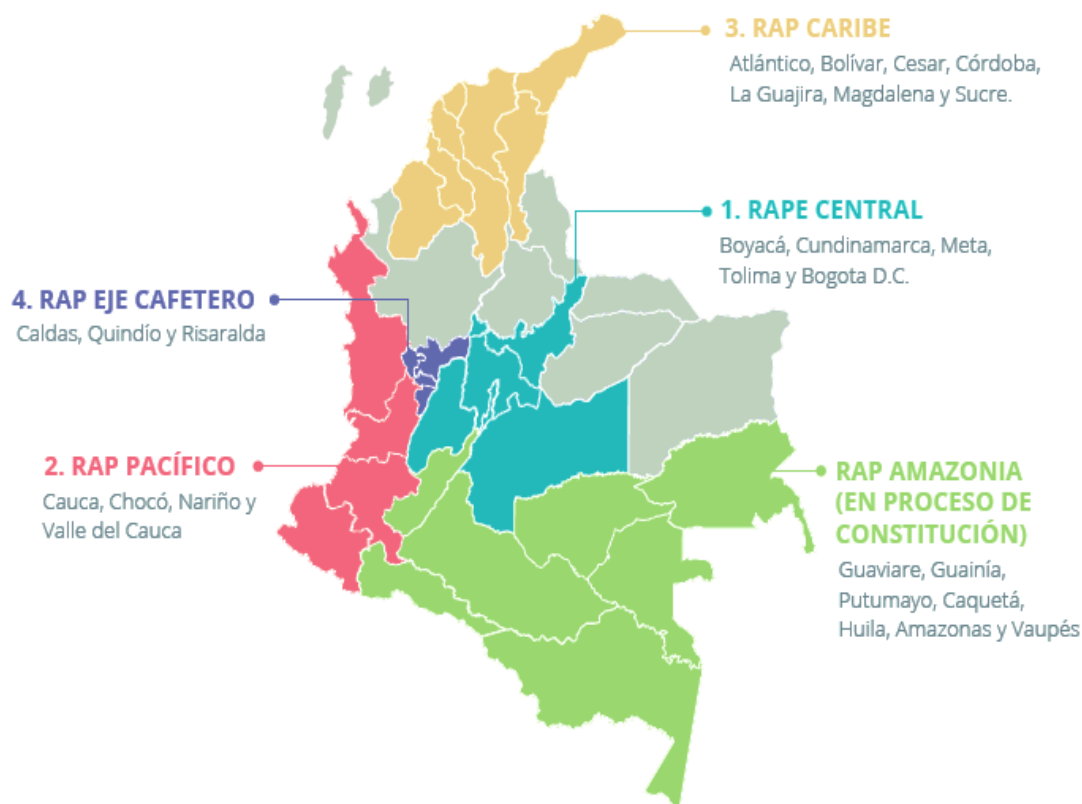 3. RAP CARIBE
Atlántico, Bolívar, Cesar, Córdoba,
La Guajira, Magdalena y Sucre.
1. RAPE CENTRAL
Boyacá, Cundinamarca, Meta,
Tolima y Bogota D.C.
4. RAP EJE CAFETERO
Caldas, Quindío y Risaralda
2. RAP PACÍFICO
Cauca, Chocó, Nariño y
Valle del Cauca
RAP AMAZONIA
(EN PROCESO DE
CONSTITUCIÓN)
Guaviare, Guainía,
Putumayo, Caquetá,
Huila, Amazonas y Vaupés